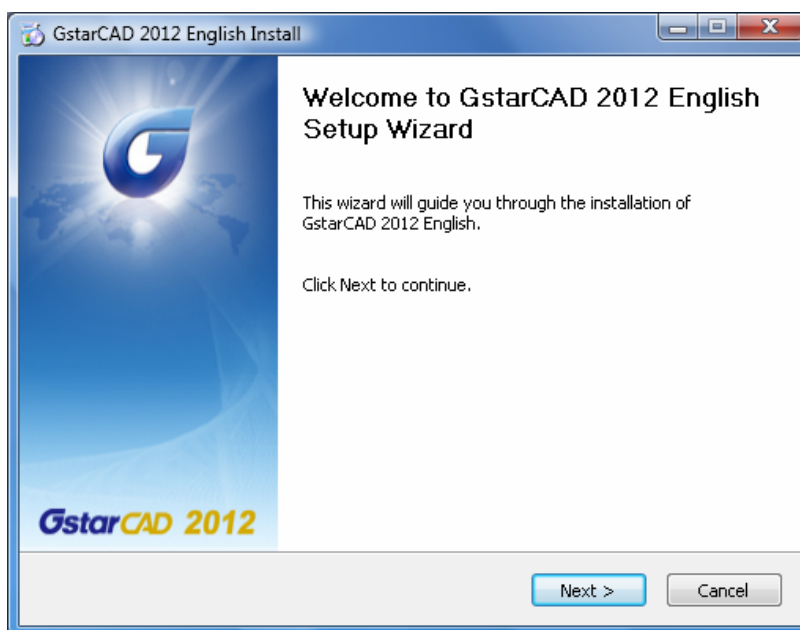 GstarCAD 2012 English Install
Welcome to GstarCAD 2012 English
Setup Wizard
This wizard will guide you through the installation of
GstarCAD 2012 English.
Click Next to continue.
GstarCAD 2012
Next >
Cancel